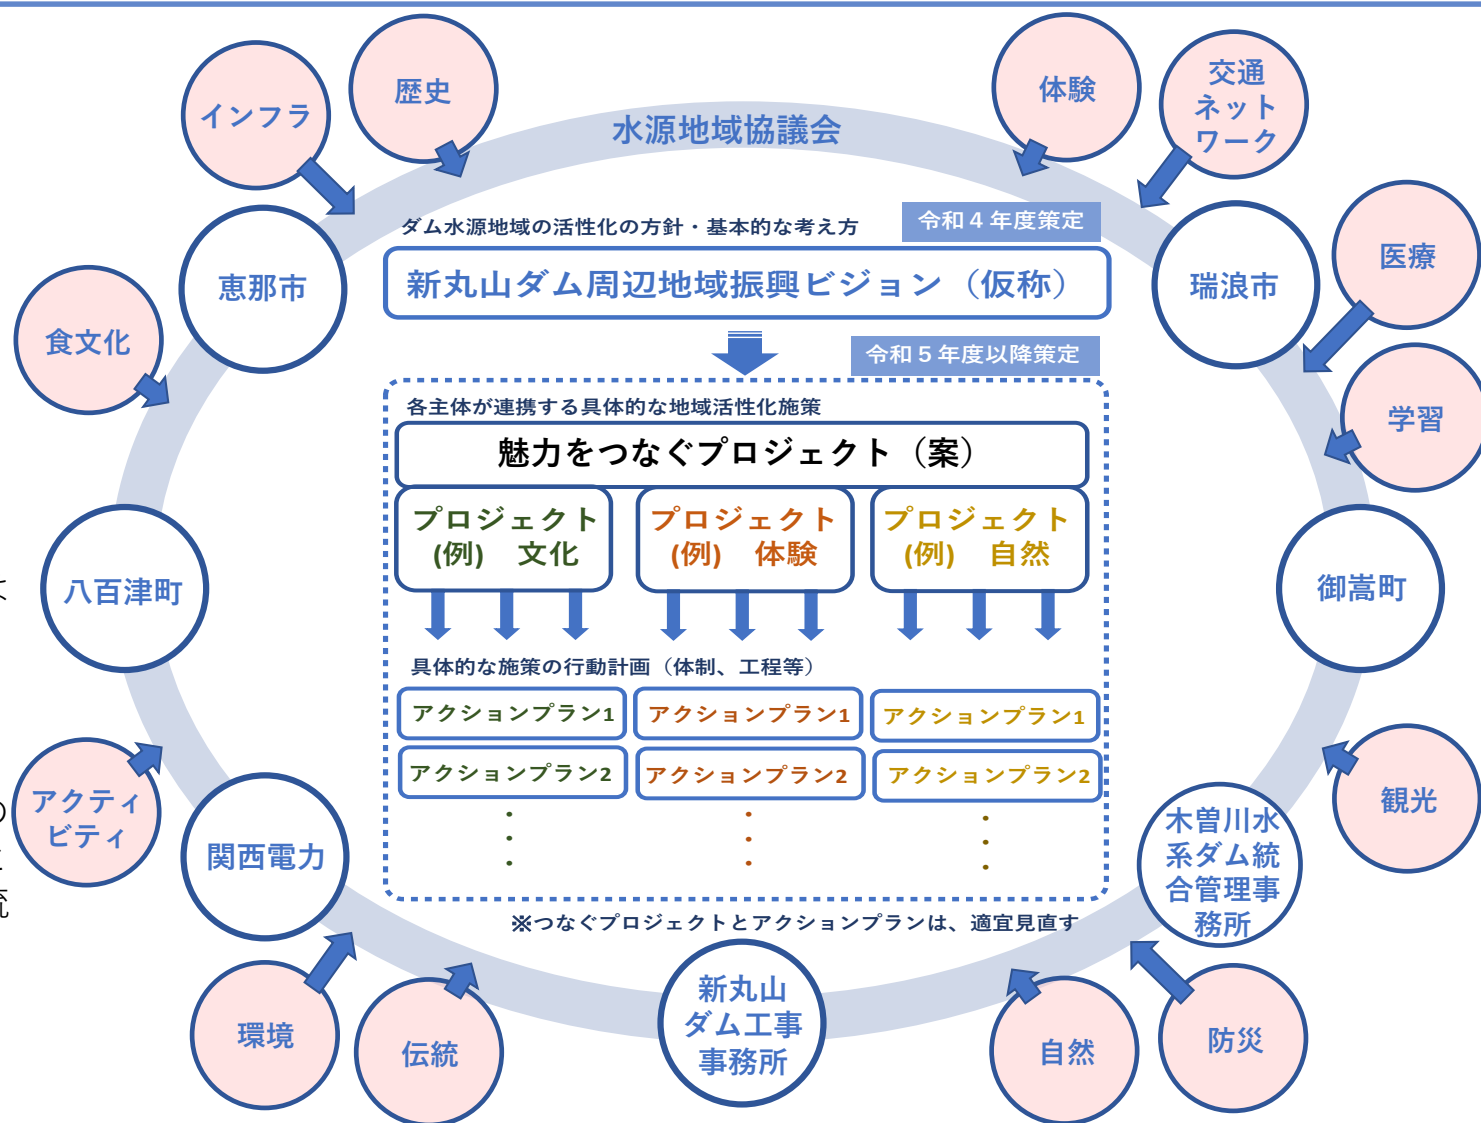 インフラ
歴史
体験
交通
ネット
ワーク
水源地域協議会
ダム水源地域の活性化の方針・基本的な考え方
令和４年度策定
新丸山ダム周辺地域振興ビジョン（仮称）
恵那市
瑞浪市
医療
食文化
令和５年度以降策定
学習
各主体が連携する具体的な地域活性化施策
魅力をつなぐプロジェクト（案）
プロジェクト
(例)　文化
プロジェクト
(例)　体験
プロジェクト
(例)　自然
八百津町
御嵩町
具体的な施策の行動計画（体制、工程等）
アクションプラン1
アクションプラン1
アクションプラン1
アクションプラン2
アクションプラン2
アクションプラン2
・
・
・
・
・
・
・
・
・
アクティ
ビティ
観光
関西電力
木曽川水
系ダム統
合管理事
務所
※つなぐプロジェクトとアクションプランは、適宜見直す
新丸山
ダム工事
事務所
環境
伝統
自然
防災